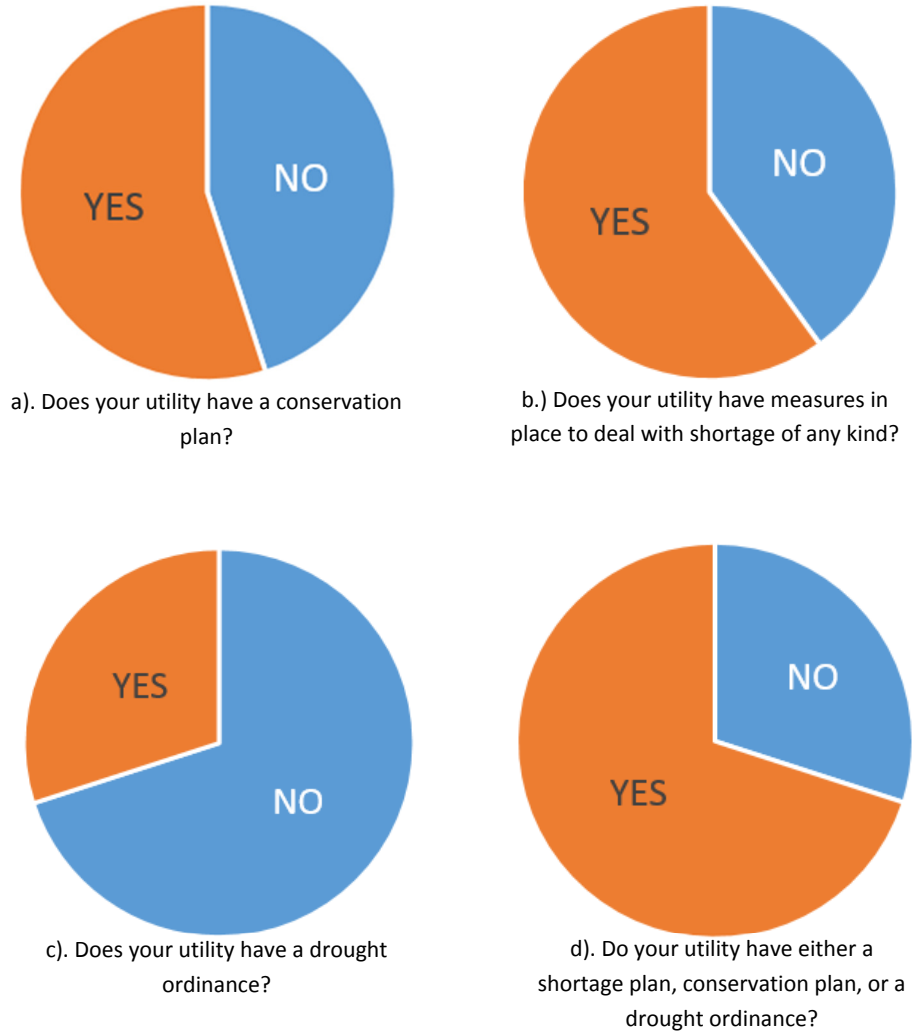 YES
NO
a). Does your utility have a conservation
plan?
YES
NO
b.) Does your utility have measures in
place to deal with shortage of any kind?
YES
NO
c). Does your utility have a drought
ordinance?
YES
NO
d). Do your utility have either a
shortage plan, conservation plan, or a
drought ordinance?